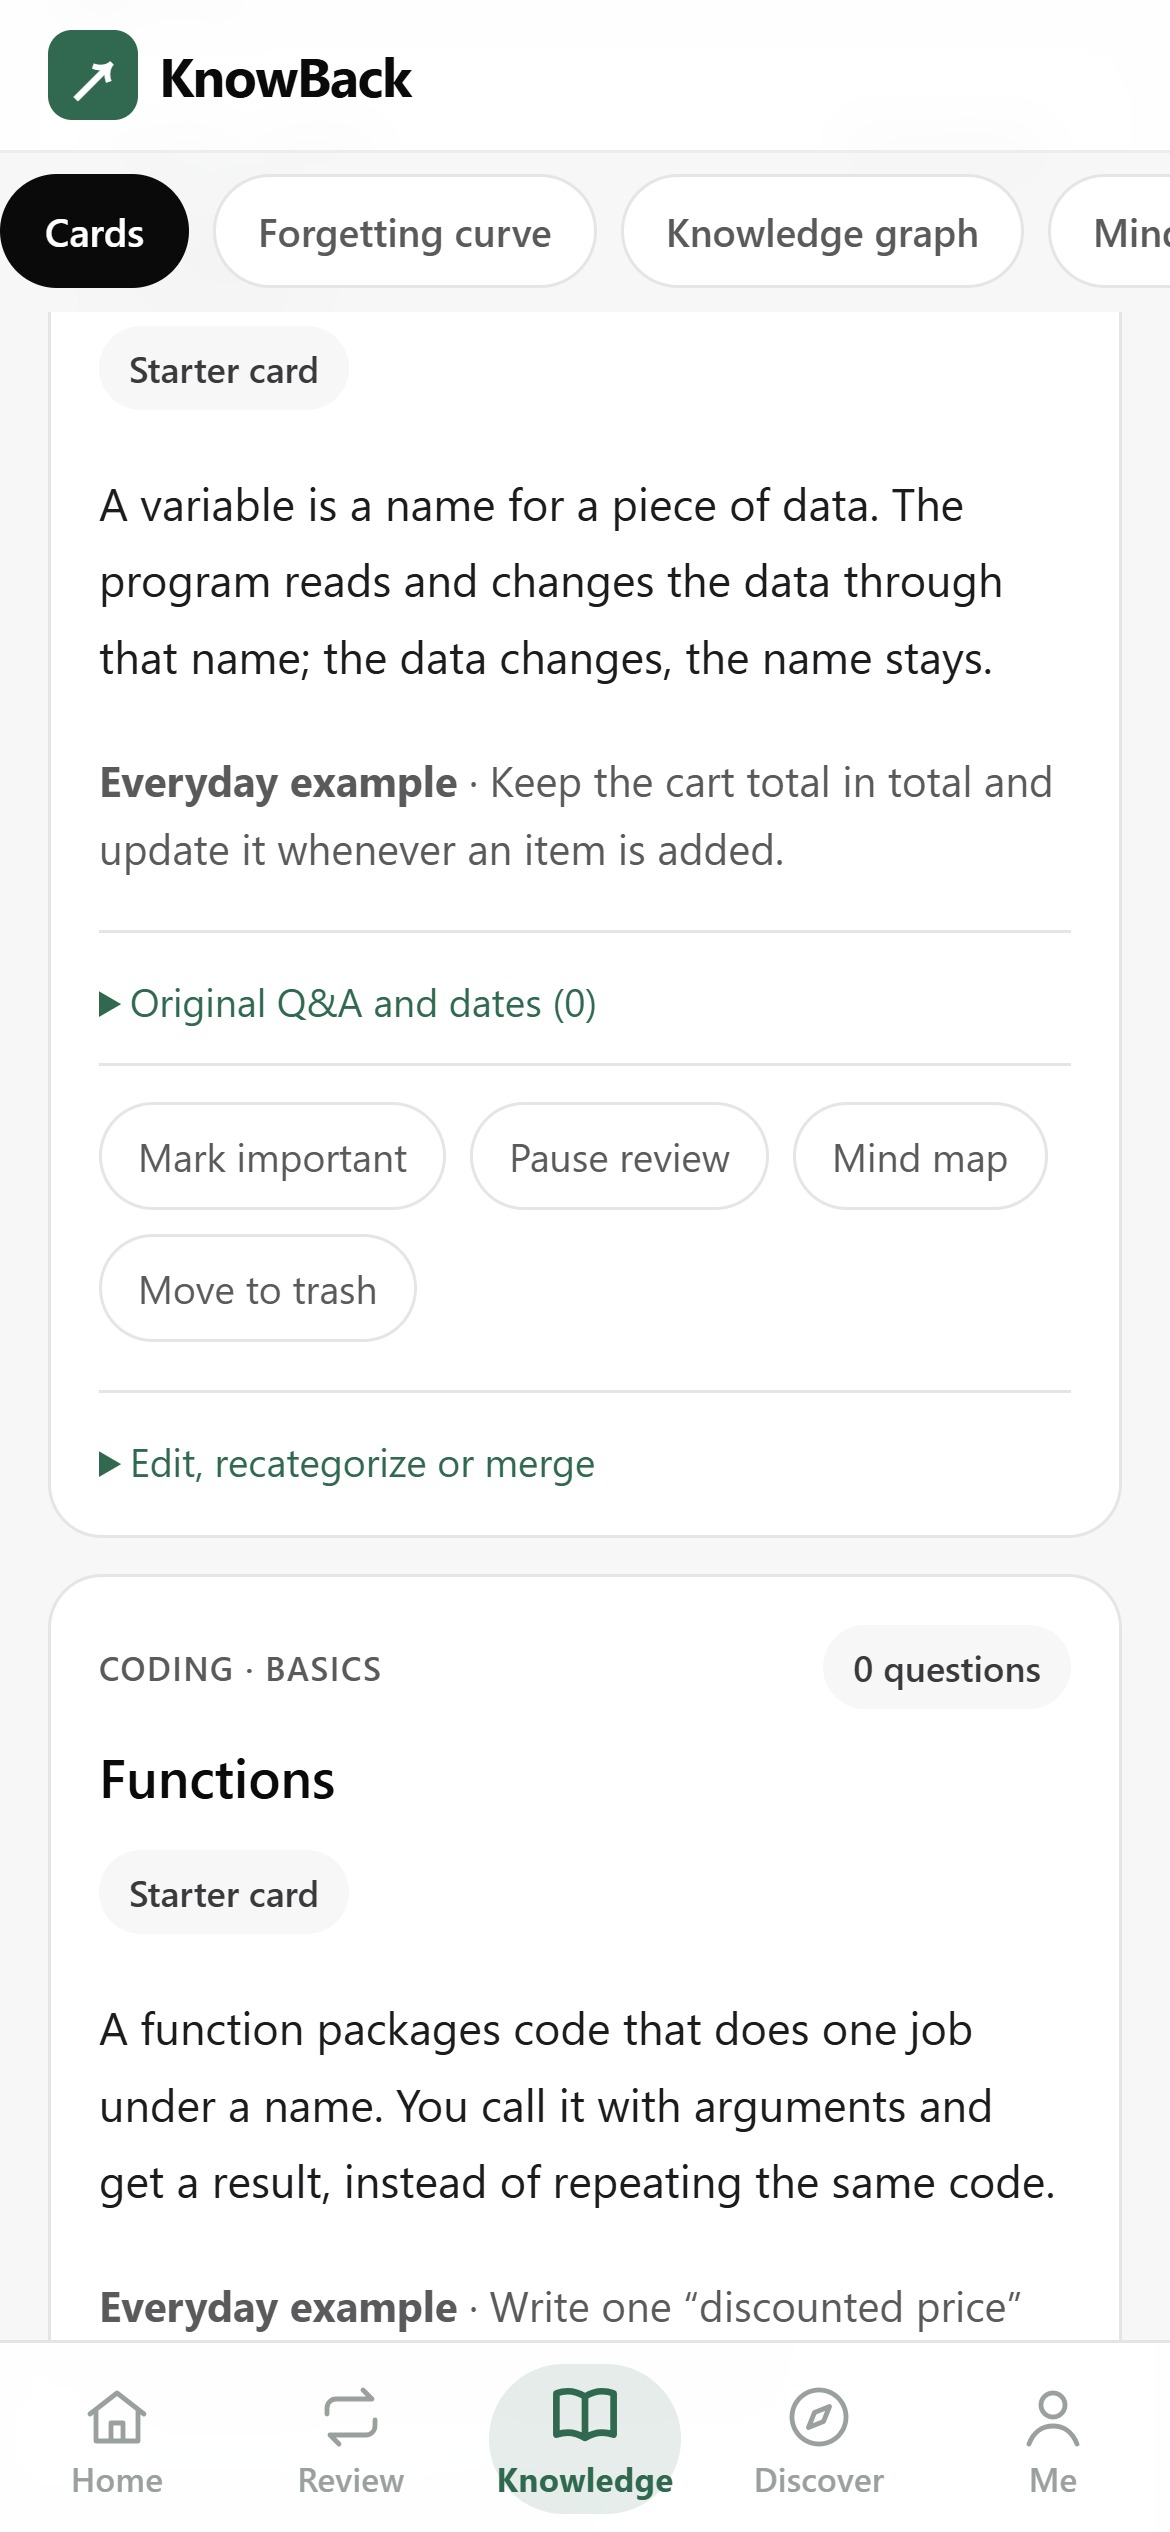 KnowBack
Cards
Forgetting curve
Knowledge graph
Starter card
A variable is a name for a piece of data. The
program reads and changes the data through
that name; the data changes, the name stays.
Everyday example · Keep the cart total in total and
update it whenever an item is added.
Original Q&A and dates (0)
Mark important
Pause review
Mind map
Move to trash
Edit, recategorize or merge
CODING · BASICS
0 questions
Functions
Starter card
A function packages code that does one job
under a name. You call it with arguments and
get a result, instead of repeating the same code.
Everyday example · Write one “discounted price”
Home
Review
Knowledge
Discover
Me